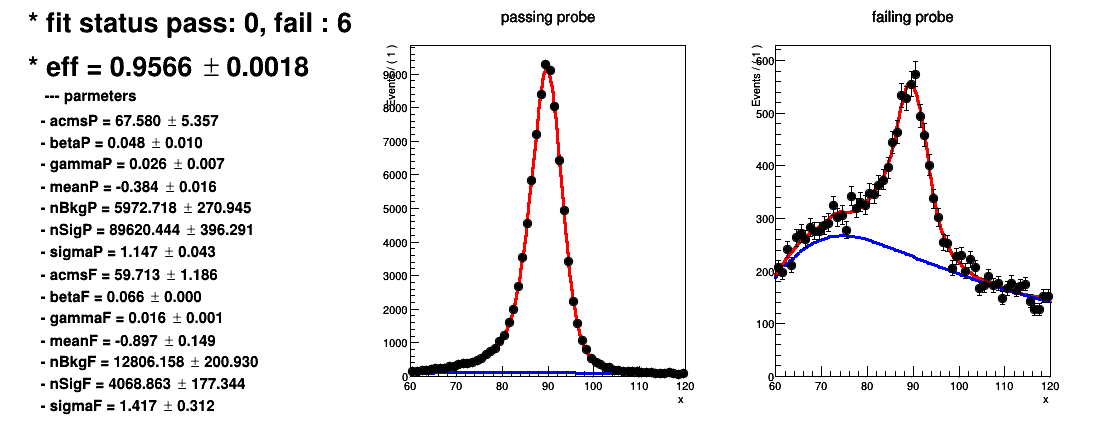 * fit status pass: 0, fail : 6
* eff = 0.9566 ± 0.0018
--- parmeters
- acmsP = 67.580 ± 5.357
- betaP = 0.048 ± 0.010
- gammaP = 0.026 ± 0.007
- meanP = -0.384 ± 0.016
- nBkgP = 5972.718 ± 270.945
- nSigP = 89620.444 ± 396.291
- sigmaP = 1.147 ± 0.043
- acmsF = 59.713 ± 1.186
- betaF = 0.066 ± 0.000
- gammaF = 0.016 ± 0.001
- meanF = -0.897 ± 0.149
- nBkgF = 12806.158 ± 200.930
- nSigF = 4068.863 ± 177.344
- sigmaF = 1.417 ± 0.312
passing probe
Events / ( 1 )
9000
8000
7000
6000
5000
4000
3000
2000
1000
0
60 70 80 90 100 110 120
x
failing probe
Events / ( 1 )
600
500
400
300
200
100
0
60 70 80 90 100 110 120
x